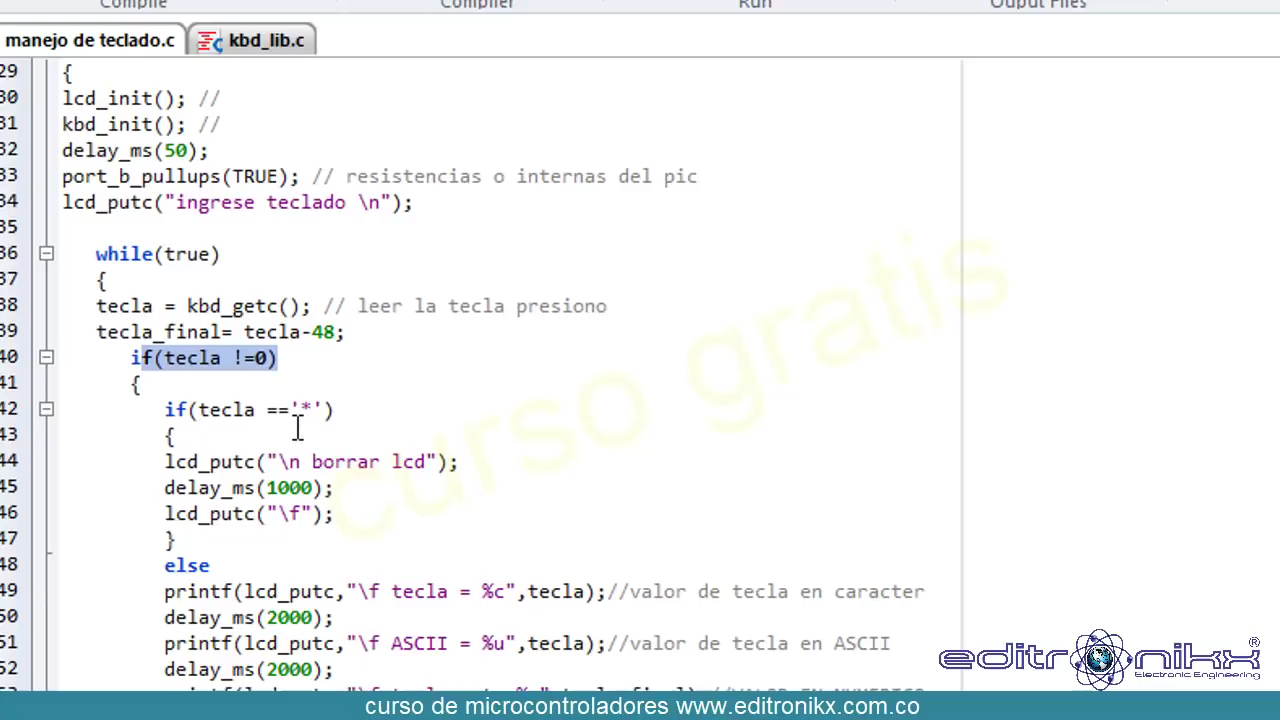 Compile Compiler Run Ouput Files
manejo de teclado.c kbd_lib.c
29 {
30 lcd_init(); //
31 kbd_init(); //
32 delay_ms(50);
33 port_b_pullups(TRUE); // resistencias o internas del pic
34 lcd_putc("ingrese teclado \n");
35
36 while(true)
37 {
38 tecla = kbd_getc(); // leer la tecla presiono
39 tecla_final= tecla-48;
40 if(tecla !=0)
41 {
42 if(tecla =='*')
43 {
44 lcd_putc("\n borrar lcd");
45 delay_ms(1000);
46 lcd_putc("\f");
47 }
48 else
49 printf(lcd_putc,"\f tecla = %c",tecla);//valor de tecla en caracter
50 delay_ms(2000);
51 printf(lcd_putc,"\f ASCII = %u",tecla);//valor de tecla en ASCII
52 delay_ms(2000);
curso gratis
editronikx ®
Electronic Engineering
curso de microcontroladores www.editronikx.com.co